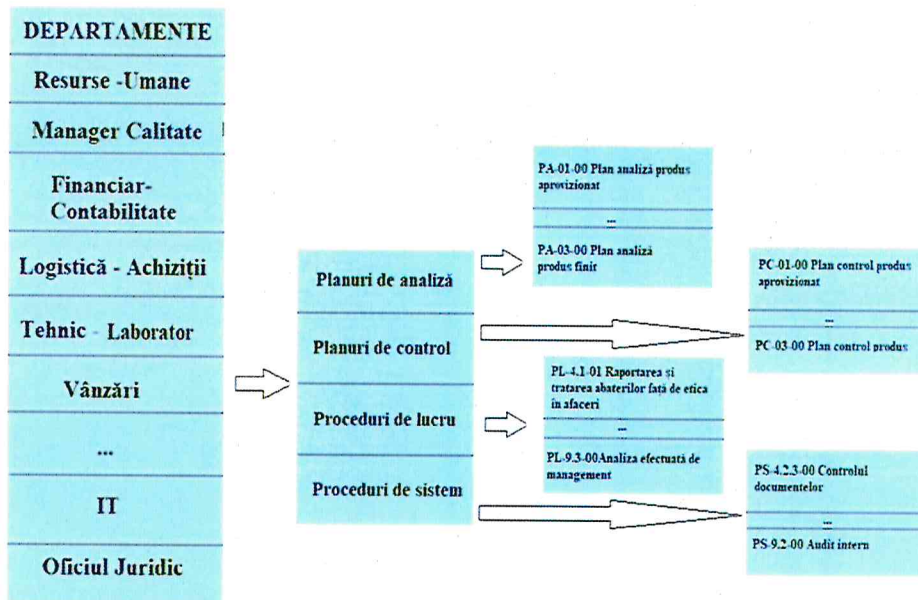 DEPARTAMENTE
Resurse -Umane
Manager Calitate
Financiar-
Contabilitate
Logistică - Achiziții
Tehnic - Laborator
Vânzări
...
IT
Oficiul Juridic
Planuri de analiză
Planuri de control
Proceduri de lucru
Proceduri de sistem
PA-01-00 Plan analiză produs
aprovizionat
...
PA-03-00 Plan analiză
produs finit
PC-01-00 Plan control produs
aprovizionat
...
PC-03-00 Plan control produs
PL-4.1-01 Raportarea și
tratarea abaterilor față de etica
in afaceri
...
PL-9.3-00Analiza efectuată de
management
PS-4.2.3-00 Controlul
documentelor
...
PS-9.2-00 Audit intern